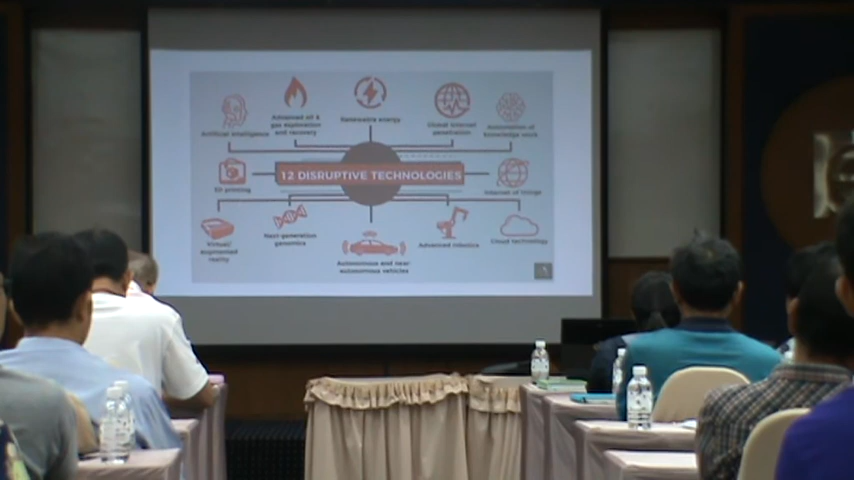 Artificial intelligence
Advanced oil &
gas exploration
and recovery
Renewable energy
Global internet
penetration
Automation of
knowledge work
3D printing
12 DISRUPTIVE TECHNOLOGIES
Internet of things
Virtual/
augmented
reality
Next-generation
genomics
Autonomous and near-
autonomous vehicles
Advanced robotics
Cloud technology